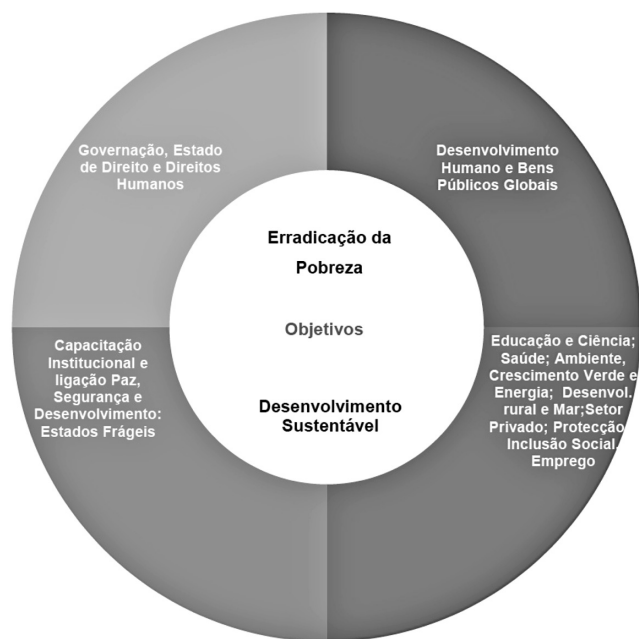 Governação, Estado
de Direito e Direitos
Humanos
Desenvolvimento
Humano e Bens
Públicos Globais
Erradicação da
Pobreza
Objetivos
Desenvolvimento
Sustentável
Capacitação
Institucional e
ligação Paz,
Segurança e
Desenvolvimento:
Estados Frágeis
Educação e Ciência;
Saúde; Ambiente,
Crescimento Verde e
Energia; Desenvol.
rural e Mar;Setor
Privado; Protecção,
Inclusão Social,
Emprego